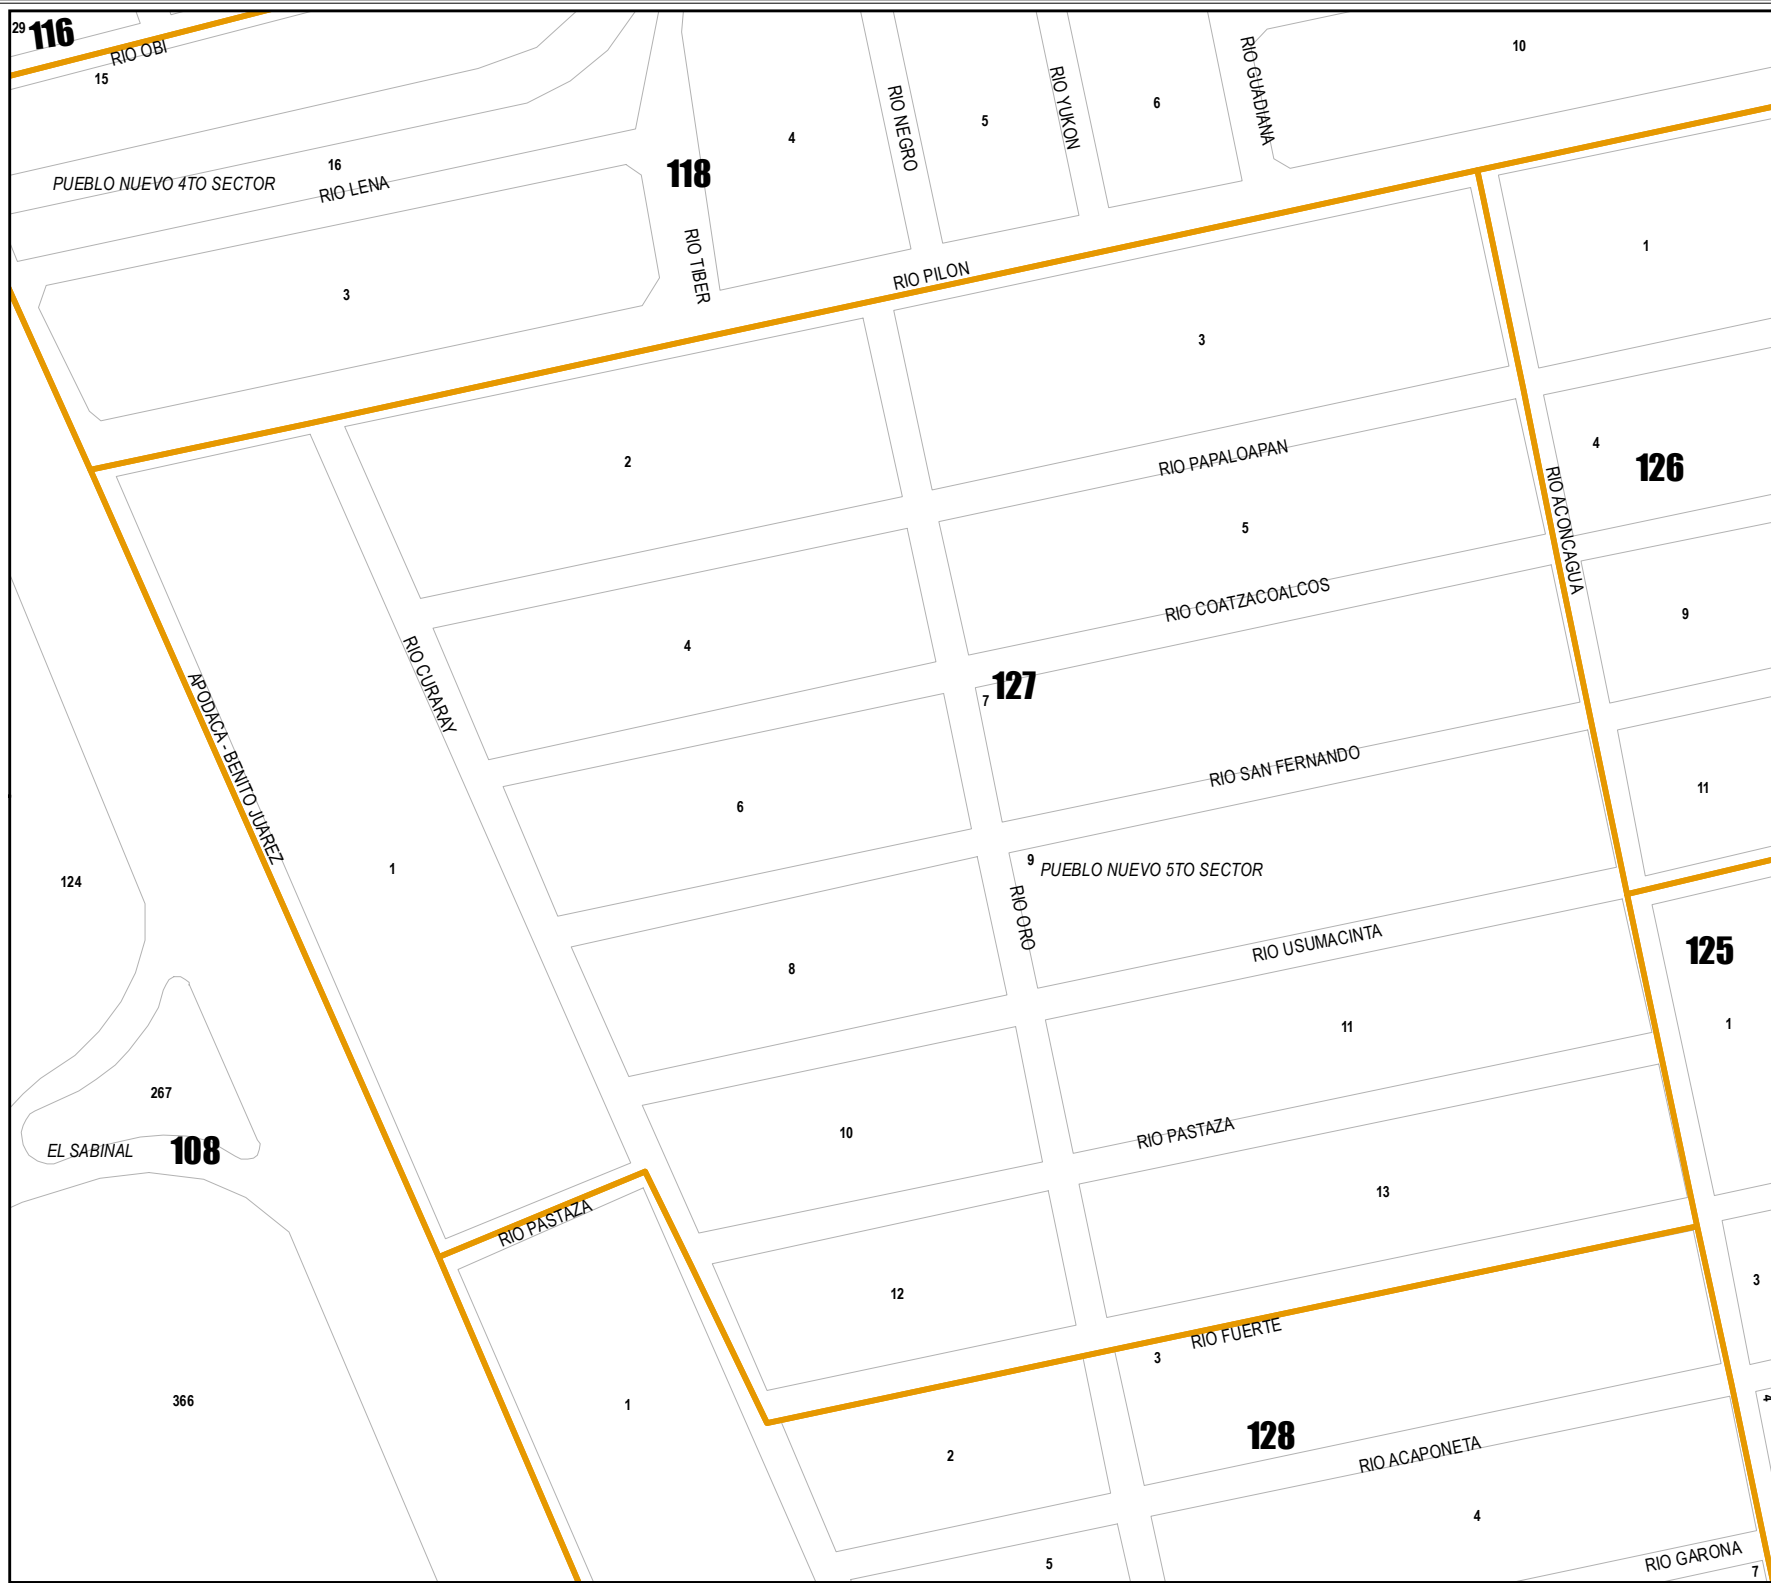 29
116
RIO OBI
15
10
RIO GUADIANA
RIO YUKON
6
RIO NEGRO
5
4
16
PUEBLO NUEVO 4TO SECTOR
RIO LENA
118
RIO TIBER
1
RIO PILON
3
3
2
RIO PAPALOAPAN
4
126
RIO ACONCAGUA
5
RIO COATZACOALCOS
9
RIO CURARAY
4
127
7
APODACA - BENITO JUAREZ
RIO SAN FERNANDO
11
6
9
PUEBLO NUEVO 5TO SECTOR
1
124
RIO ORO
RIO USUMACINTA
125
8
11
1
267
RIO PASTAZA
10
EL SABINAL
108
13
RIO PASTAZA
12
3
RIO FUERTE
3
366
1
4
128
2
RIO ACAPONETA
4
RIO GARONA
5
7